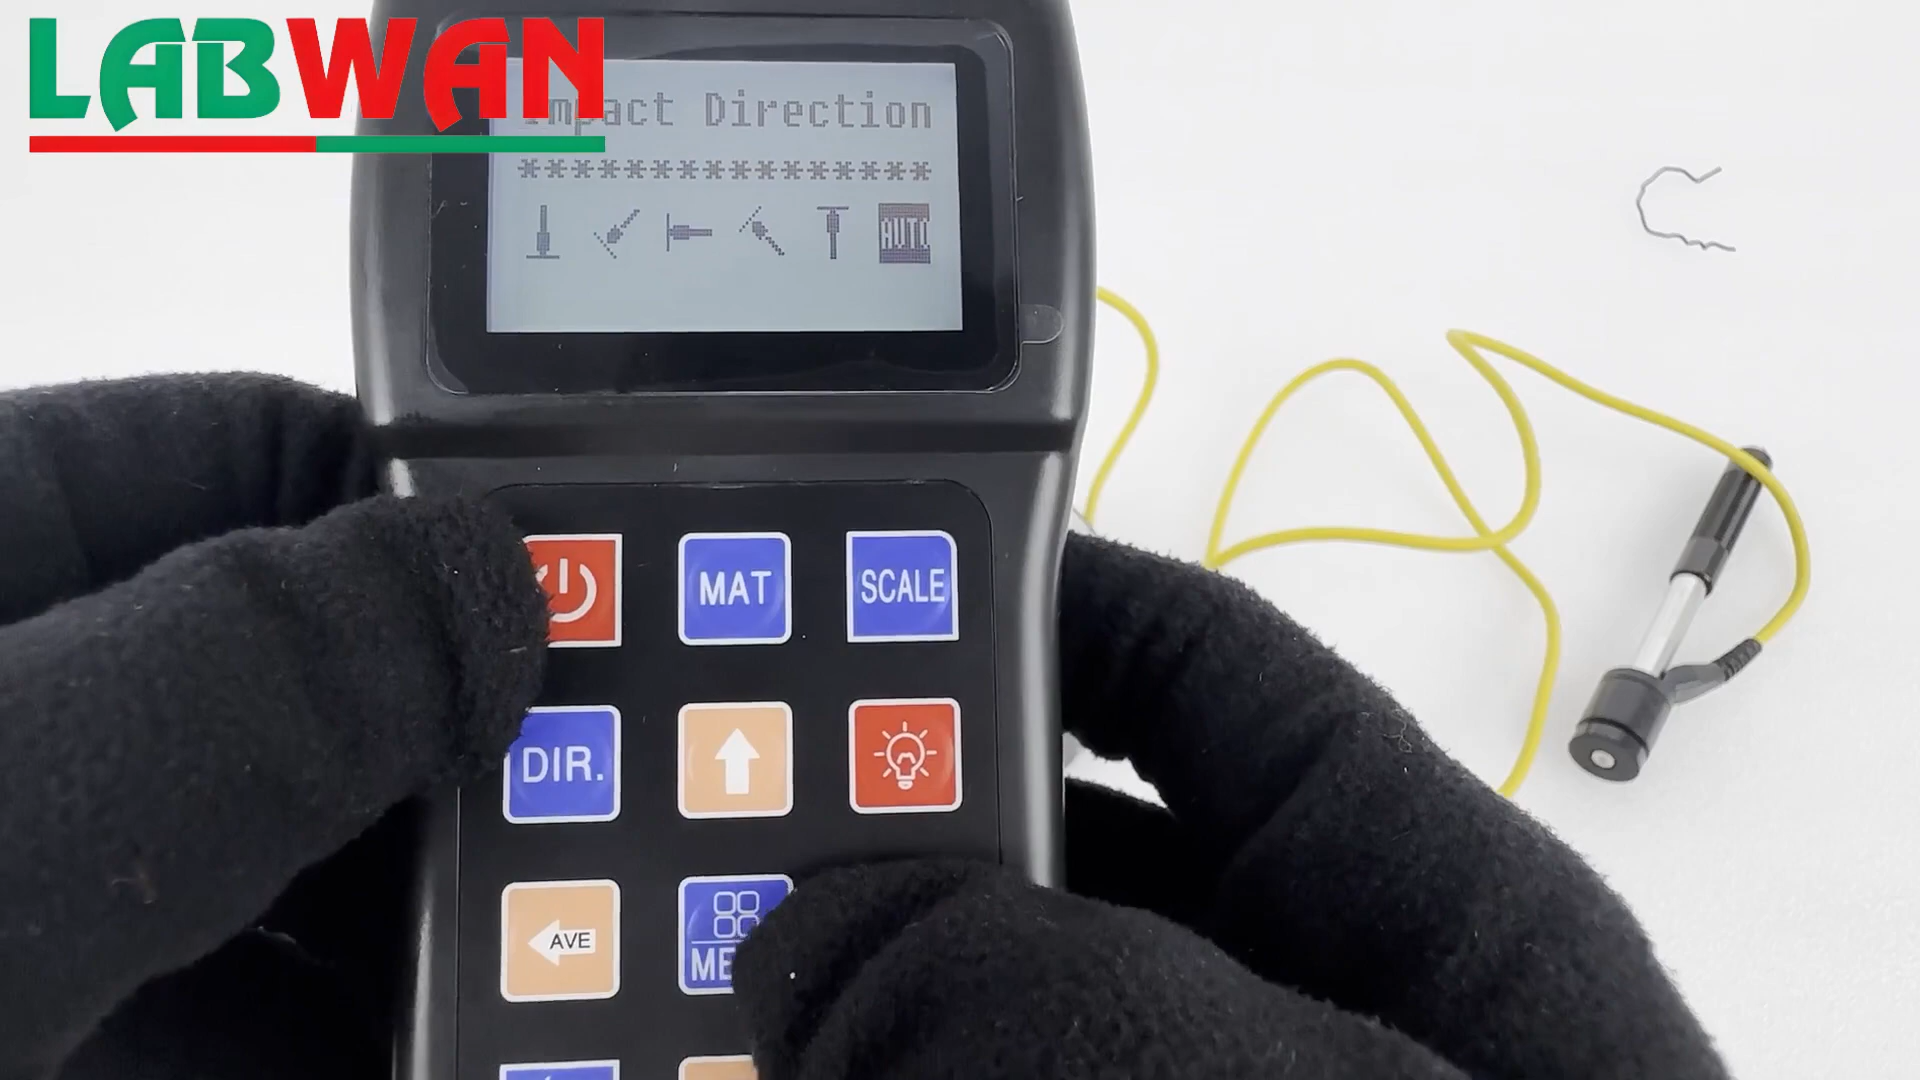 LABWAN
Impact Direction
****************
AUTO
MAT
SCALE
DIR.
AVE